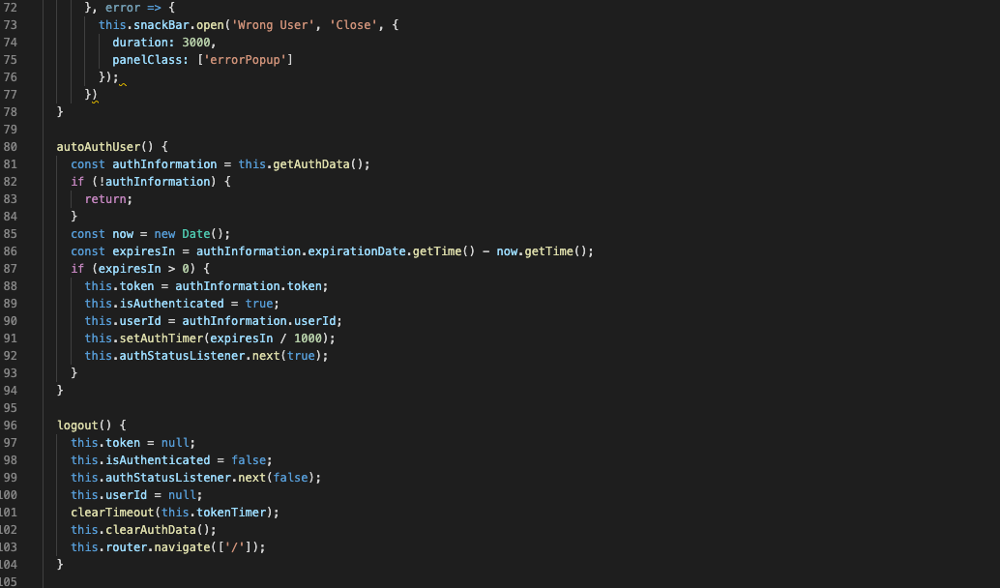 72 }, error => {
73 this.snackBar.open('Wrong User', 'Close', {
74 duration: 3000,
75 panelClass: ['errorPopup']
76 });
77 })
78 }
79
80 autoAuthUser() {
81 const authInformation = this.getAuthData();
82 if (!authInformation) {
83 return;
84 }
85 const now = new Date();
86 const expiresIn = authInformation.expirationDate.getTime() - now.getTime();
87 if (expiresIn > 0) {
88 this.token = authInformation.token;
89 this.isAuthenticated = true;
90 this.userId = authInformation.userId;
91 this.setAuthTimer(expiresIn / 1000);
92 this.authStatusListener.next(true);
93 }
94 }
95
96 logout() {
97 this.token = null;
98 this.isAuthenticated = false;
99 this.authStatusListener.next(false);
100 this.userId = null;
101 clearTimeout(this.tokenTimer);
102 this.clearAuthData();
103 this.router.navigate(['/']);
104 }
105